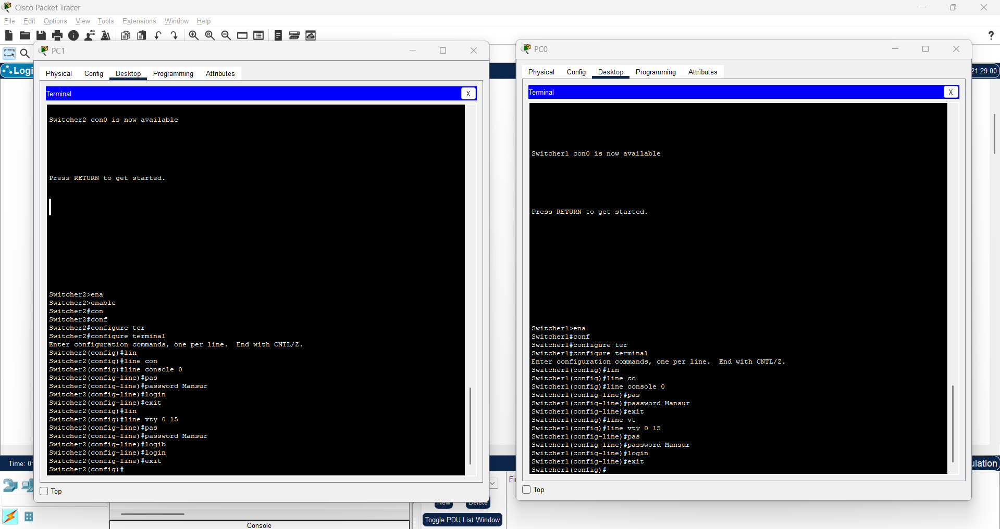 Cisco Packet Tracer
File Edit Options View Tools Extensions Window Help
?
Logi
21:29:00
PC1
Physical Config Desktop Programming Attributes
Terminal
X
Switcher2 con0 is now available
Press RETURN to get started.
Switcher2>ena
Switcher2>enable
Switcher2#con
Switcher2#conf
Switcher2#configure ter
Switcher2#configure terminal
Enter configuration commands, one per line.  End with CNTL/Z.
Switcher2(config)#lin
Switcher2(config)#line con
Switcher2(config)#line console 0
Switcher2(config-line)#pas
Switcher2(config-line)#password Mansur
Switcher2(config-line)#login
Switcher2(config-line)#exit
Switcher2(config)#lin
Switcher2(config)#line vty 0 15
Switcher2(config-line)#pas
Switcher2(config-line)#password Mansur
Switcher2(config-line)#logib
Switcher2(config-line)#login
Switcher2(config-line)#exit
Switcher2(config)#
Top
PC0
Physical Config Desktop Programming Attributes
Terminal
X
Switcher1 con0 is now available
Press RETURN to get started.
Switcher1>ena
Switcher1#conf
Switcher1#configure ter
Switcher1#configure terminal
Enter configuration commands, one per line.  End with CNTL/Z.
Switcher1(config)#lin
Switcher1(config)#line co
Switcher1(config)#line console 0
Switcher1(config-line)#pas
Switcher1(config-line)#password Mansur
Switcher1(config-line)#exit
Switcher1(config)#line vt
Switcher1(config)#line vty 0 15
Switcher1(config-line)#pas
Switcher1(config-line)#password Mansur
Switcher1(config-line)#login
Switcher1(config-line)#exit
Switcher1(config)#
Top
Time: 01
ulation
Fi
New Delete
Toggle PDU List Window
Console